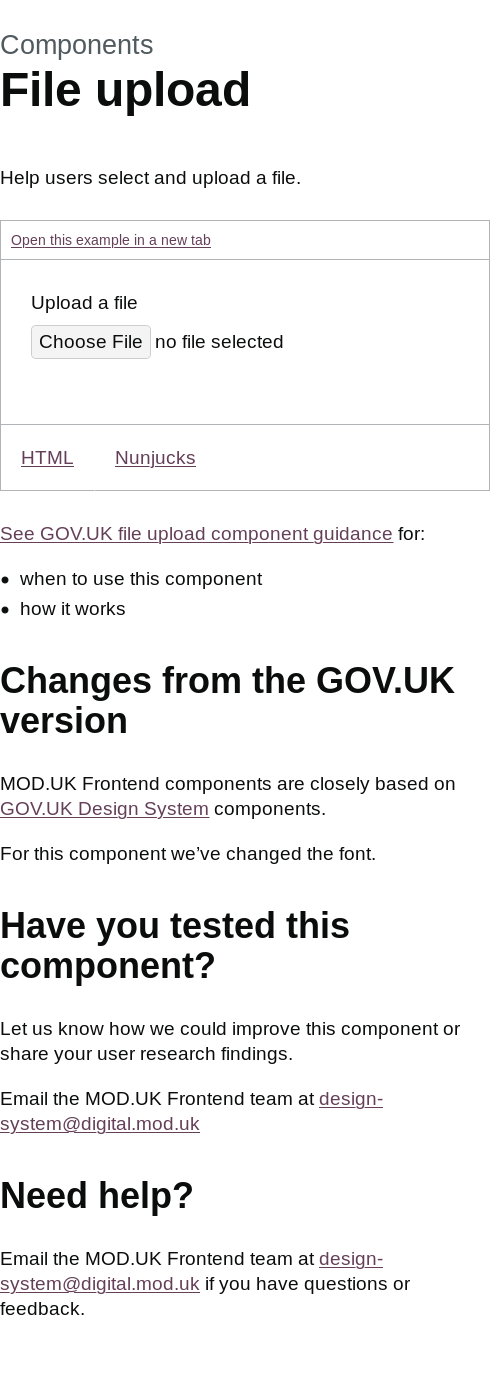 Components
File upload
Help users select and upload a file.
Open this example in a new tab
Upload a file
Choose File no file selected
HTML Nunjucks
See GOV.UK file upload component guidance for:
• when to use this component
• how it works
Changes from the GOV.UK
version
MOD.UK Frontend components are closely based on
GOV.UK Design System components.
For this component we’ve changed the font.
Have you tested this
component?
Let us know how we could improve this component or
share your user research findings.
Email the MOD.UK Frontend team at design-
system@digital.mod.uk
Need help?
Email the MOD.UK Frontend team at design-
system@digital.mod.uk if you have questions or
feedback.